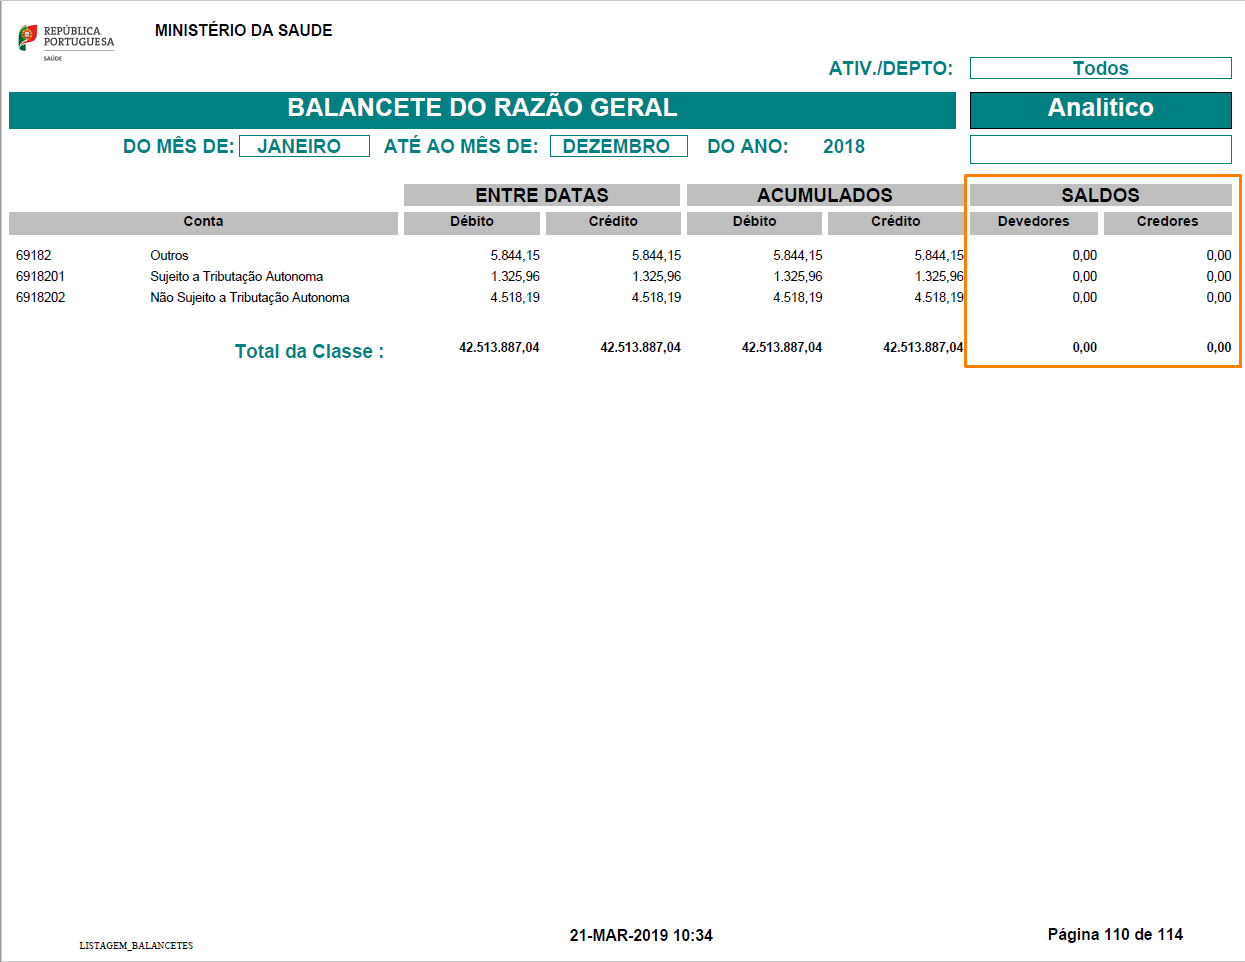 REPÚBLICA
PORTUGUESA
SAÚDE
MINISTÉRIO DA SAUDE
ATIV./DEPTO: Todos
BALANCETE DO RAZÃO GERAL Analitico
DO MÊS DE: JANEIRO ATÉ AO MÊS DE: DEZEMBRO DO ANO: 2018
ENTRE DATAS ACUMULADOS SALDOS
Conta Débito Crédito Débito Crédito Devedores Credores
69182 Outros 5.844,15 5.844,15 5.844,15 5.844,15 0,00 0,00
6918201 Sujeito a Tributação Autonoma 1.325,96 1.325,96 1.325,96 1.325,96 0,00 0,00
6918202 Não Sujeito a Tributação Autonoma 4.518,19 4.518,19 4.518,19 4.518,19 0,00 0,00
Total da Classe : 42.513.887,04 42.513.887,04 42.513.887,04 42.513.887,04 0,00 0,00
LISTAGEM_BALANCETES 21-MAR-2019 10:34 Página 110 de 114